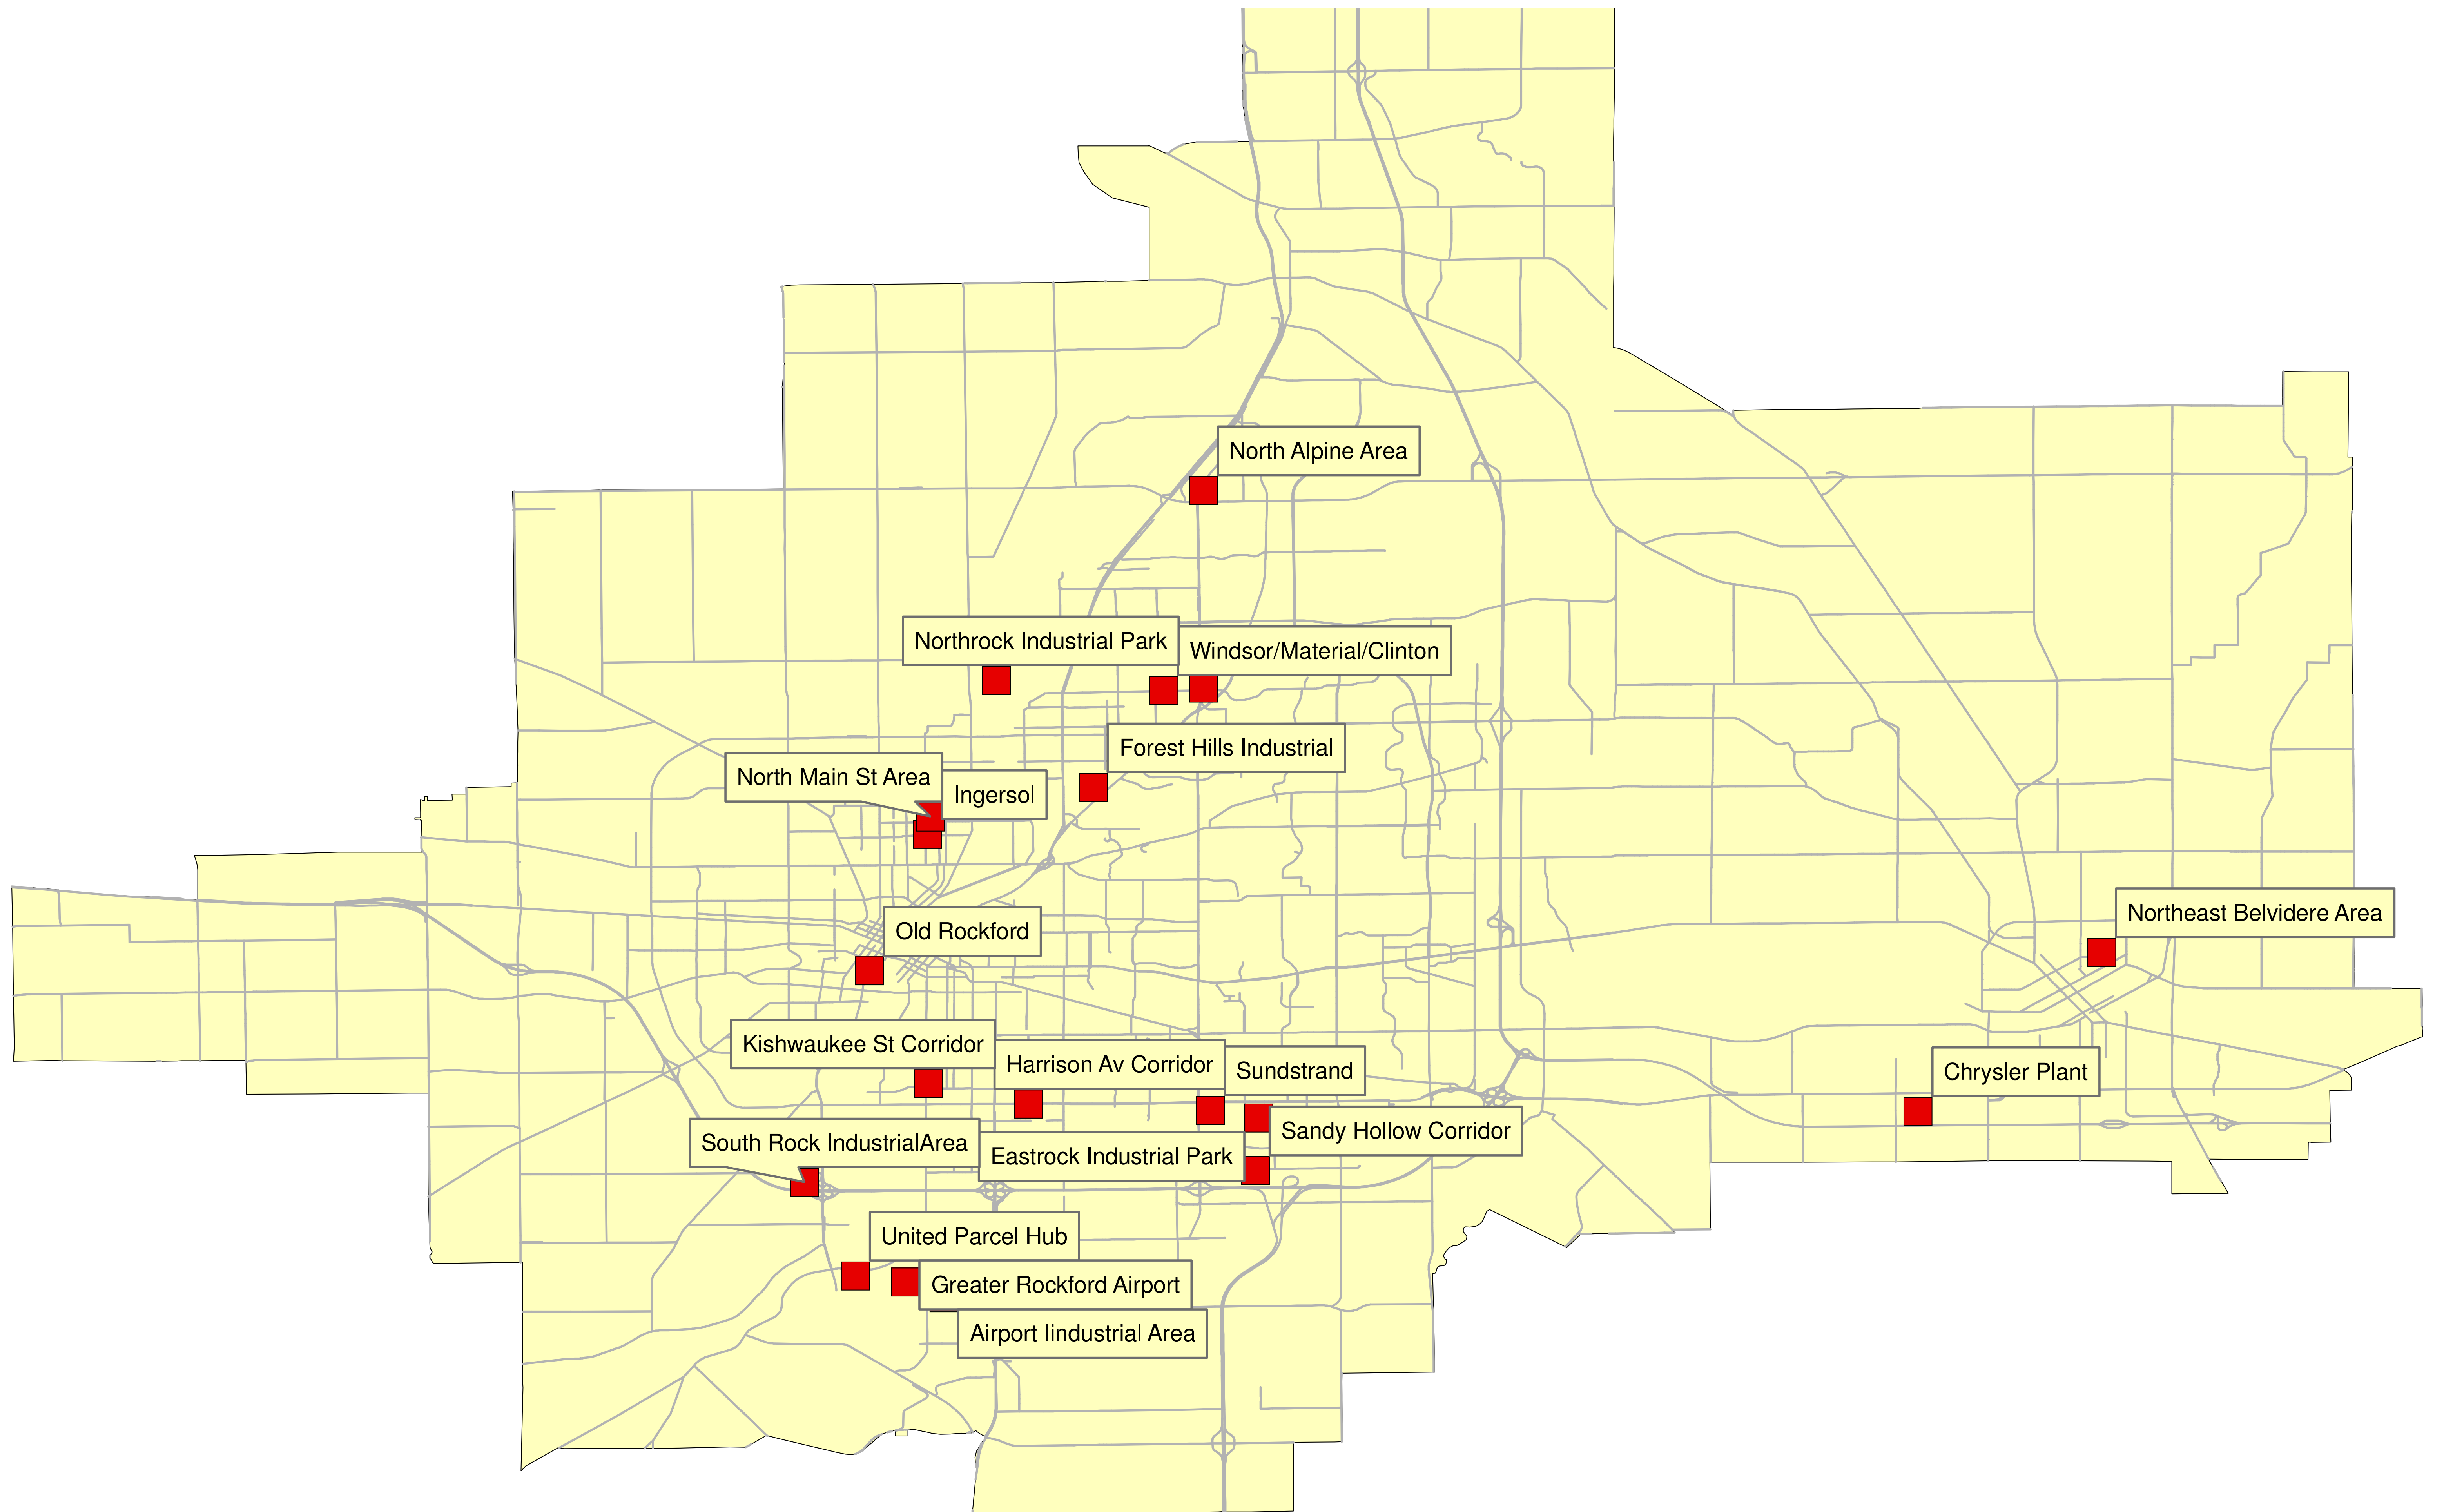 North Alpine Area
Northrock Industrial Park
Windsor/Material/Clinton
Forest Hills Industrial
North Main St Area
Ingersol
Old Rockford
Northeast Belvidere Area
Kishwaukee St Corridor
Harrison Av Corridor
Sundstrand
Chrysler Plant
South Rock IndustrialArea
Eastrock Industrial Park
Sandy Hollow Corridor
United Parcel Hub
Greater Rockford Airport
Airport Iindustrial Area